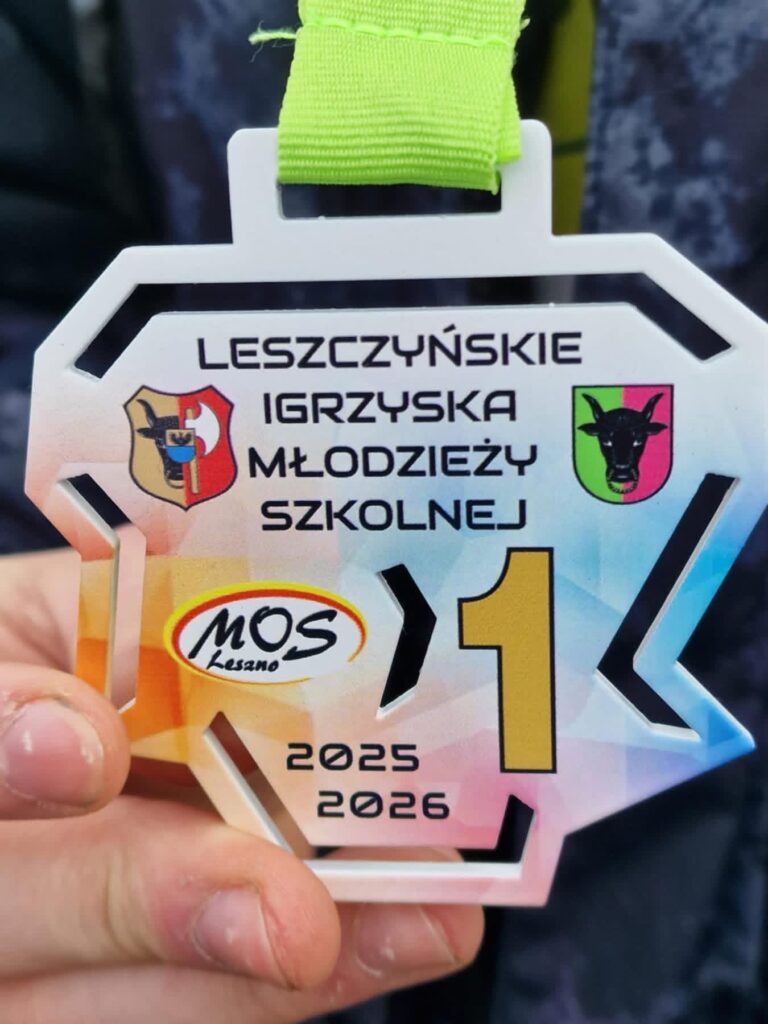 LESZCZYŃSKIE
IGRZYSKA
MŁODZIEŻY
SZKOLNEJ
MOS
Leszno
1
2025
2026